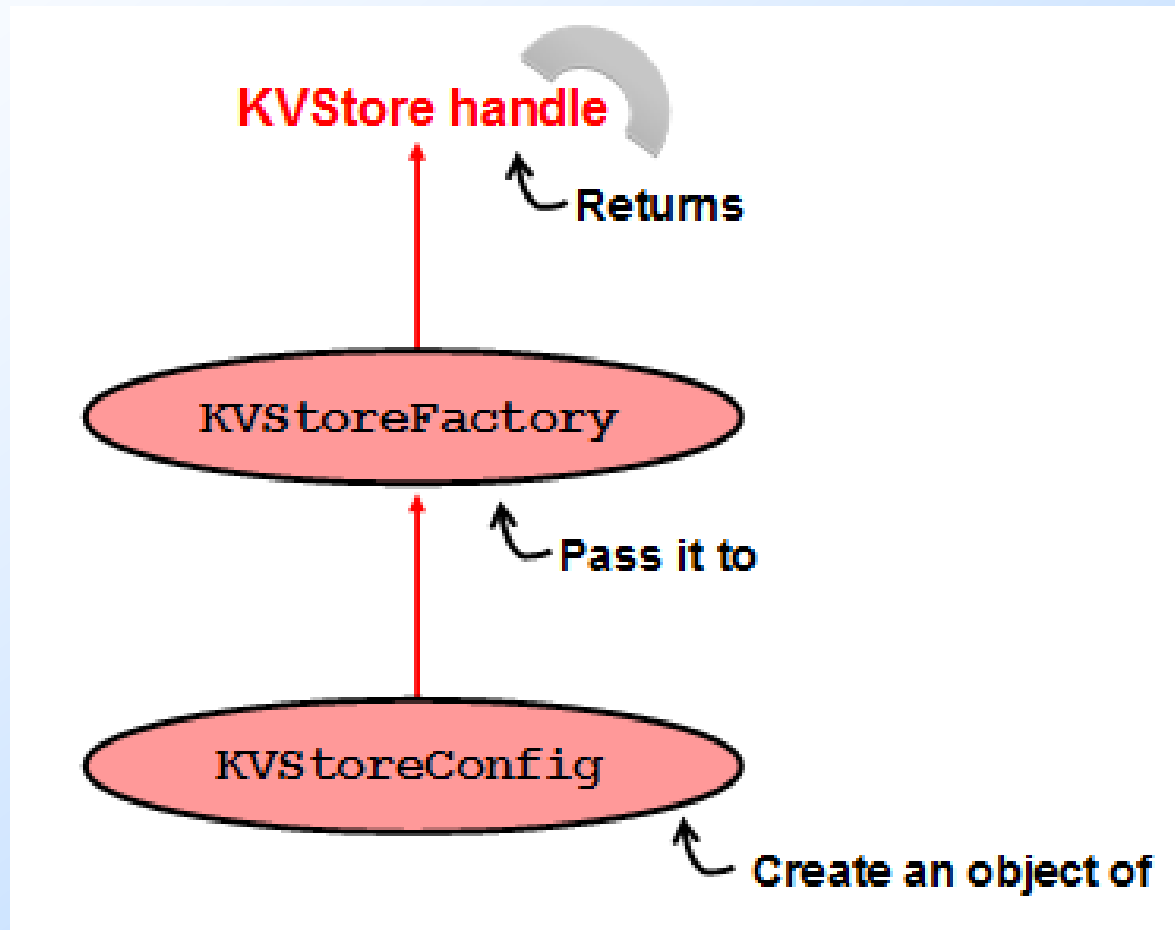 KVStore handle
Returns
KVStoreFactory
Pass it to
KVStoreConfig
Create an object of